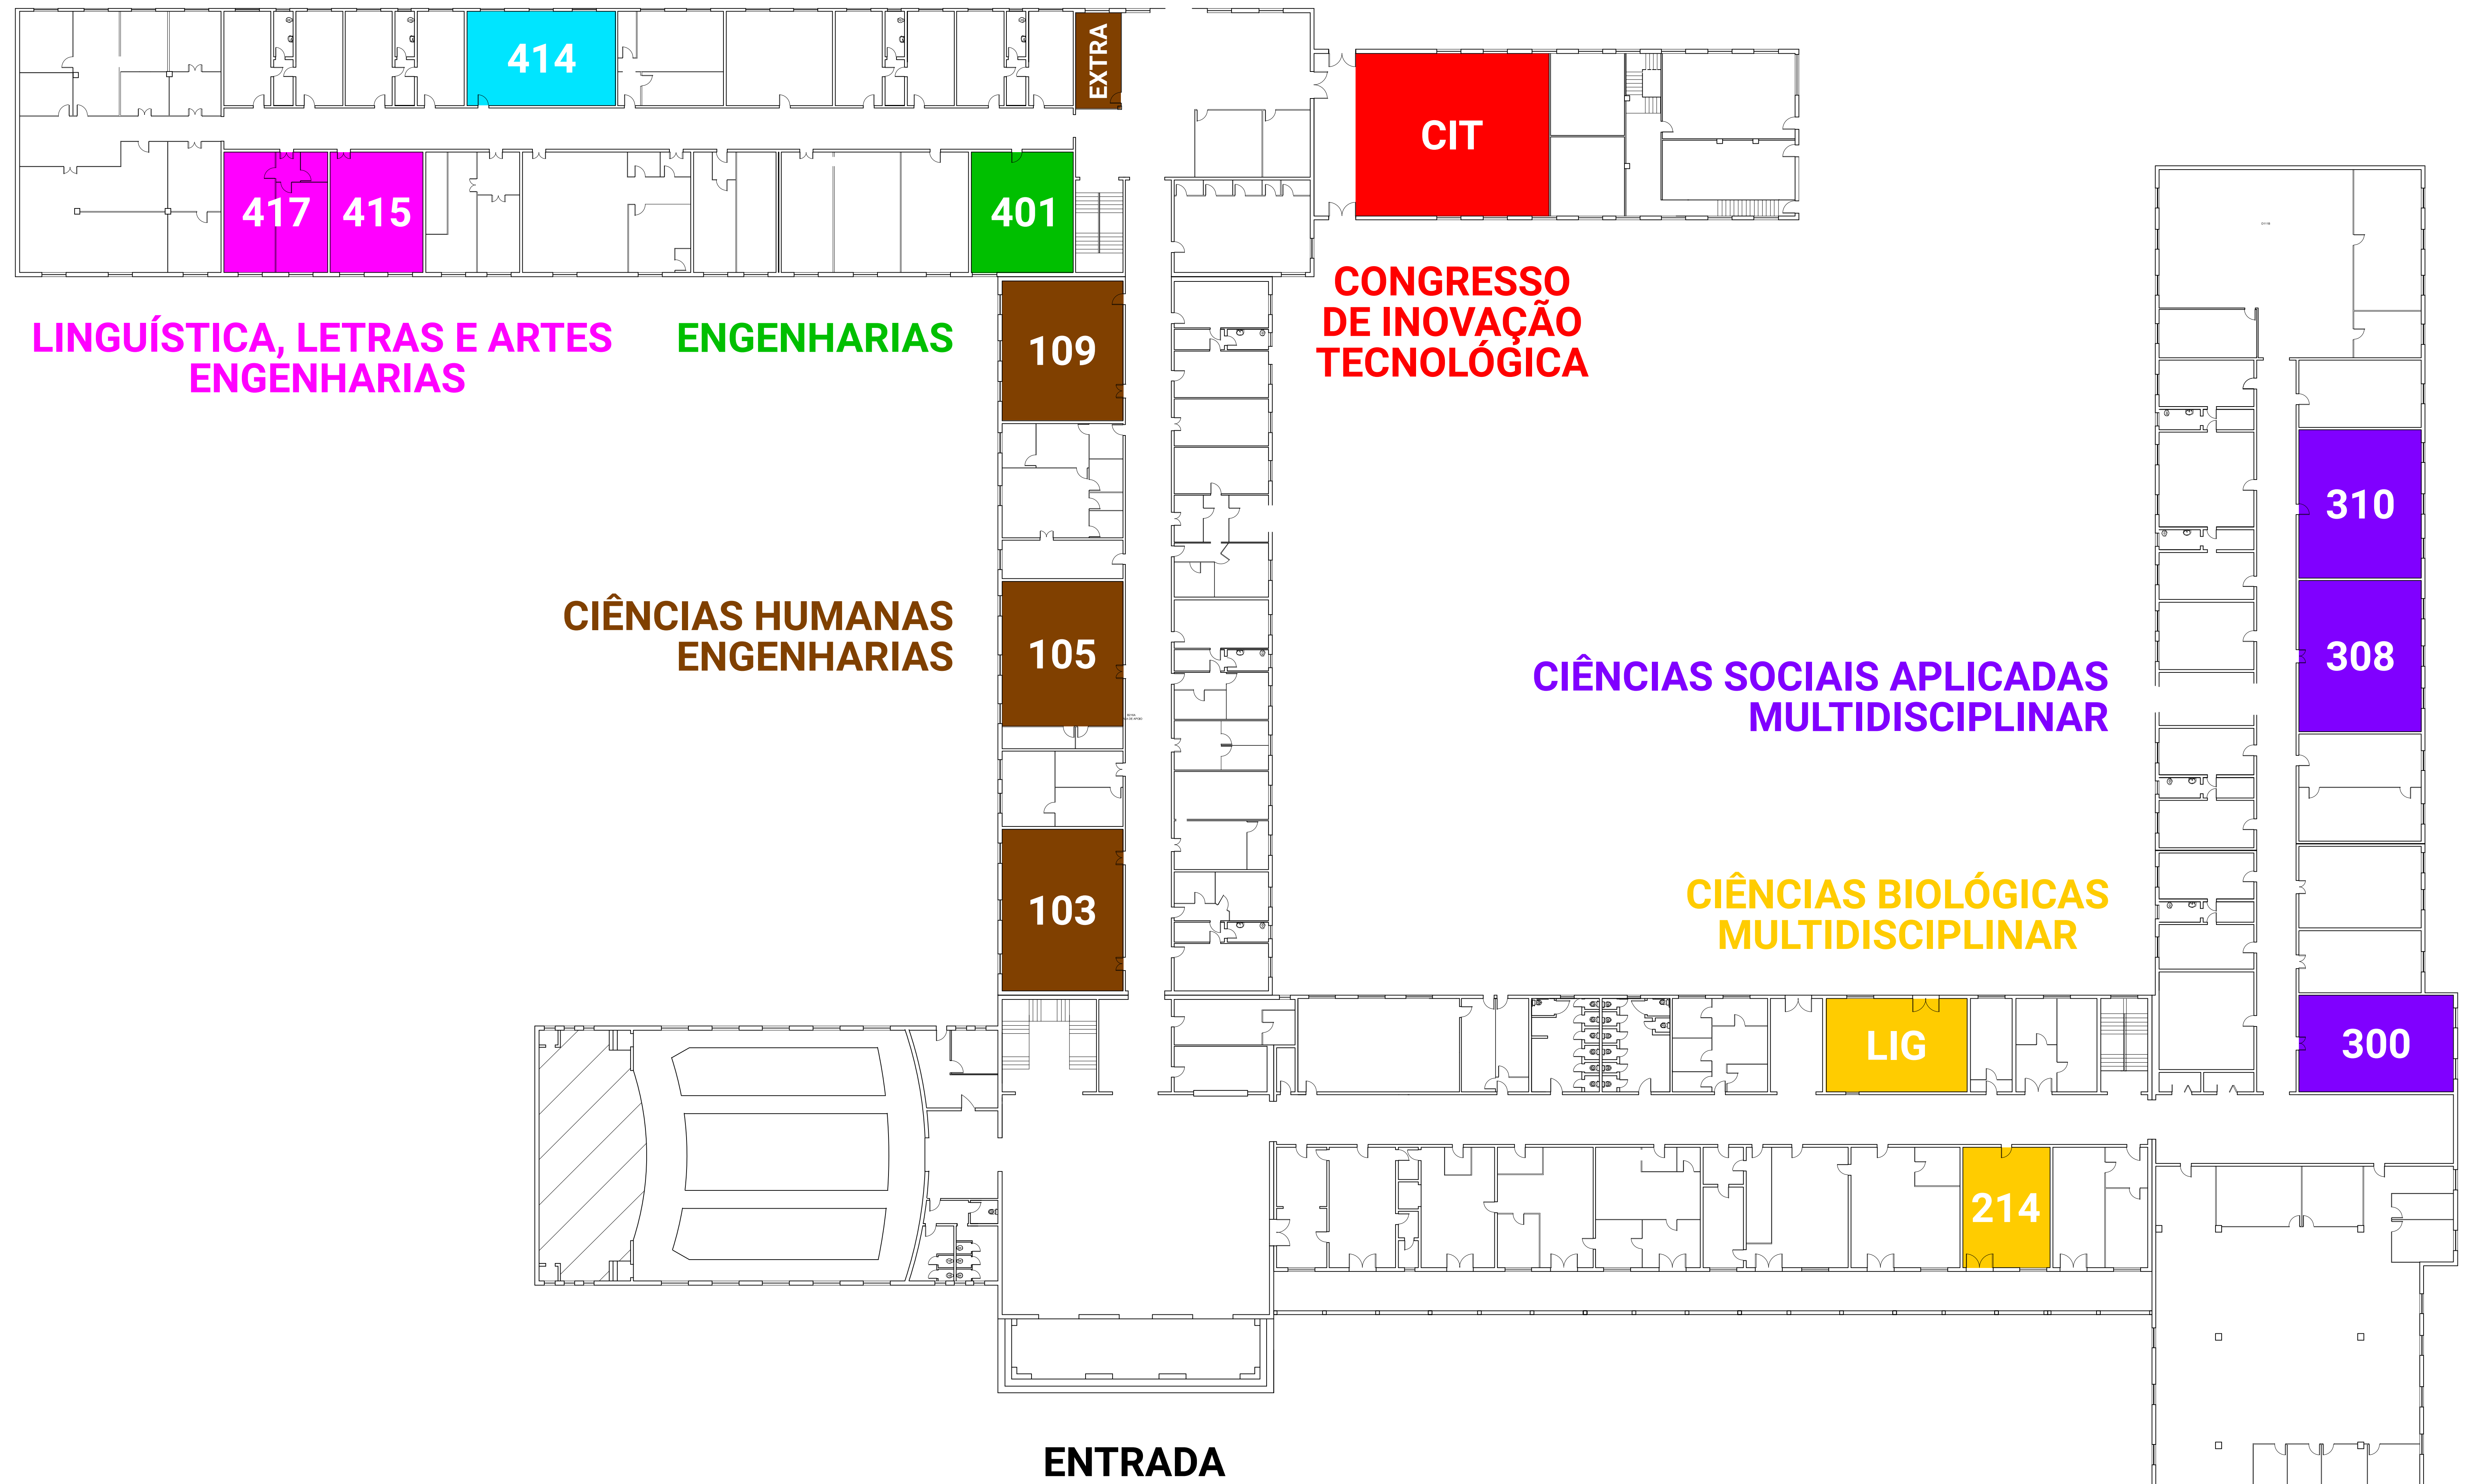 414
EXTRA
CIT
417
415
401
CONGRESSO
DE INOVAÇÃO
TECNOLÓGICA
LINGUÍSTICA, LETRAS E ARTES
ENGENHARIAS
ENGENHARIAS
109
310
CIÊNCIAS HUMANAS
ENGENHARIAS
105
308
CIÊNCIAS SOCIAIS APLICADAS
MULTIDISCIPLINAR
103
CIÊNCIAS BIOLÓGICAS
MULTIDISCIPLINAR
LIG
300
214
ENTRADA